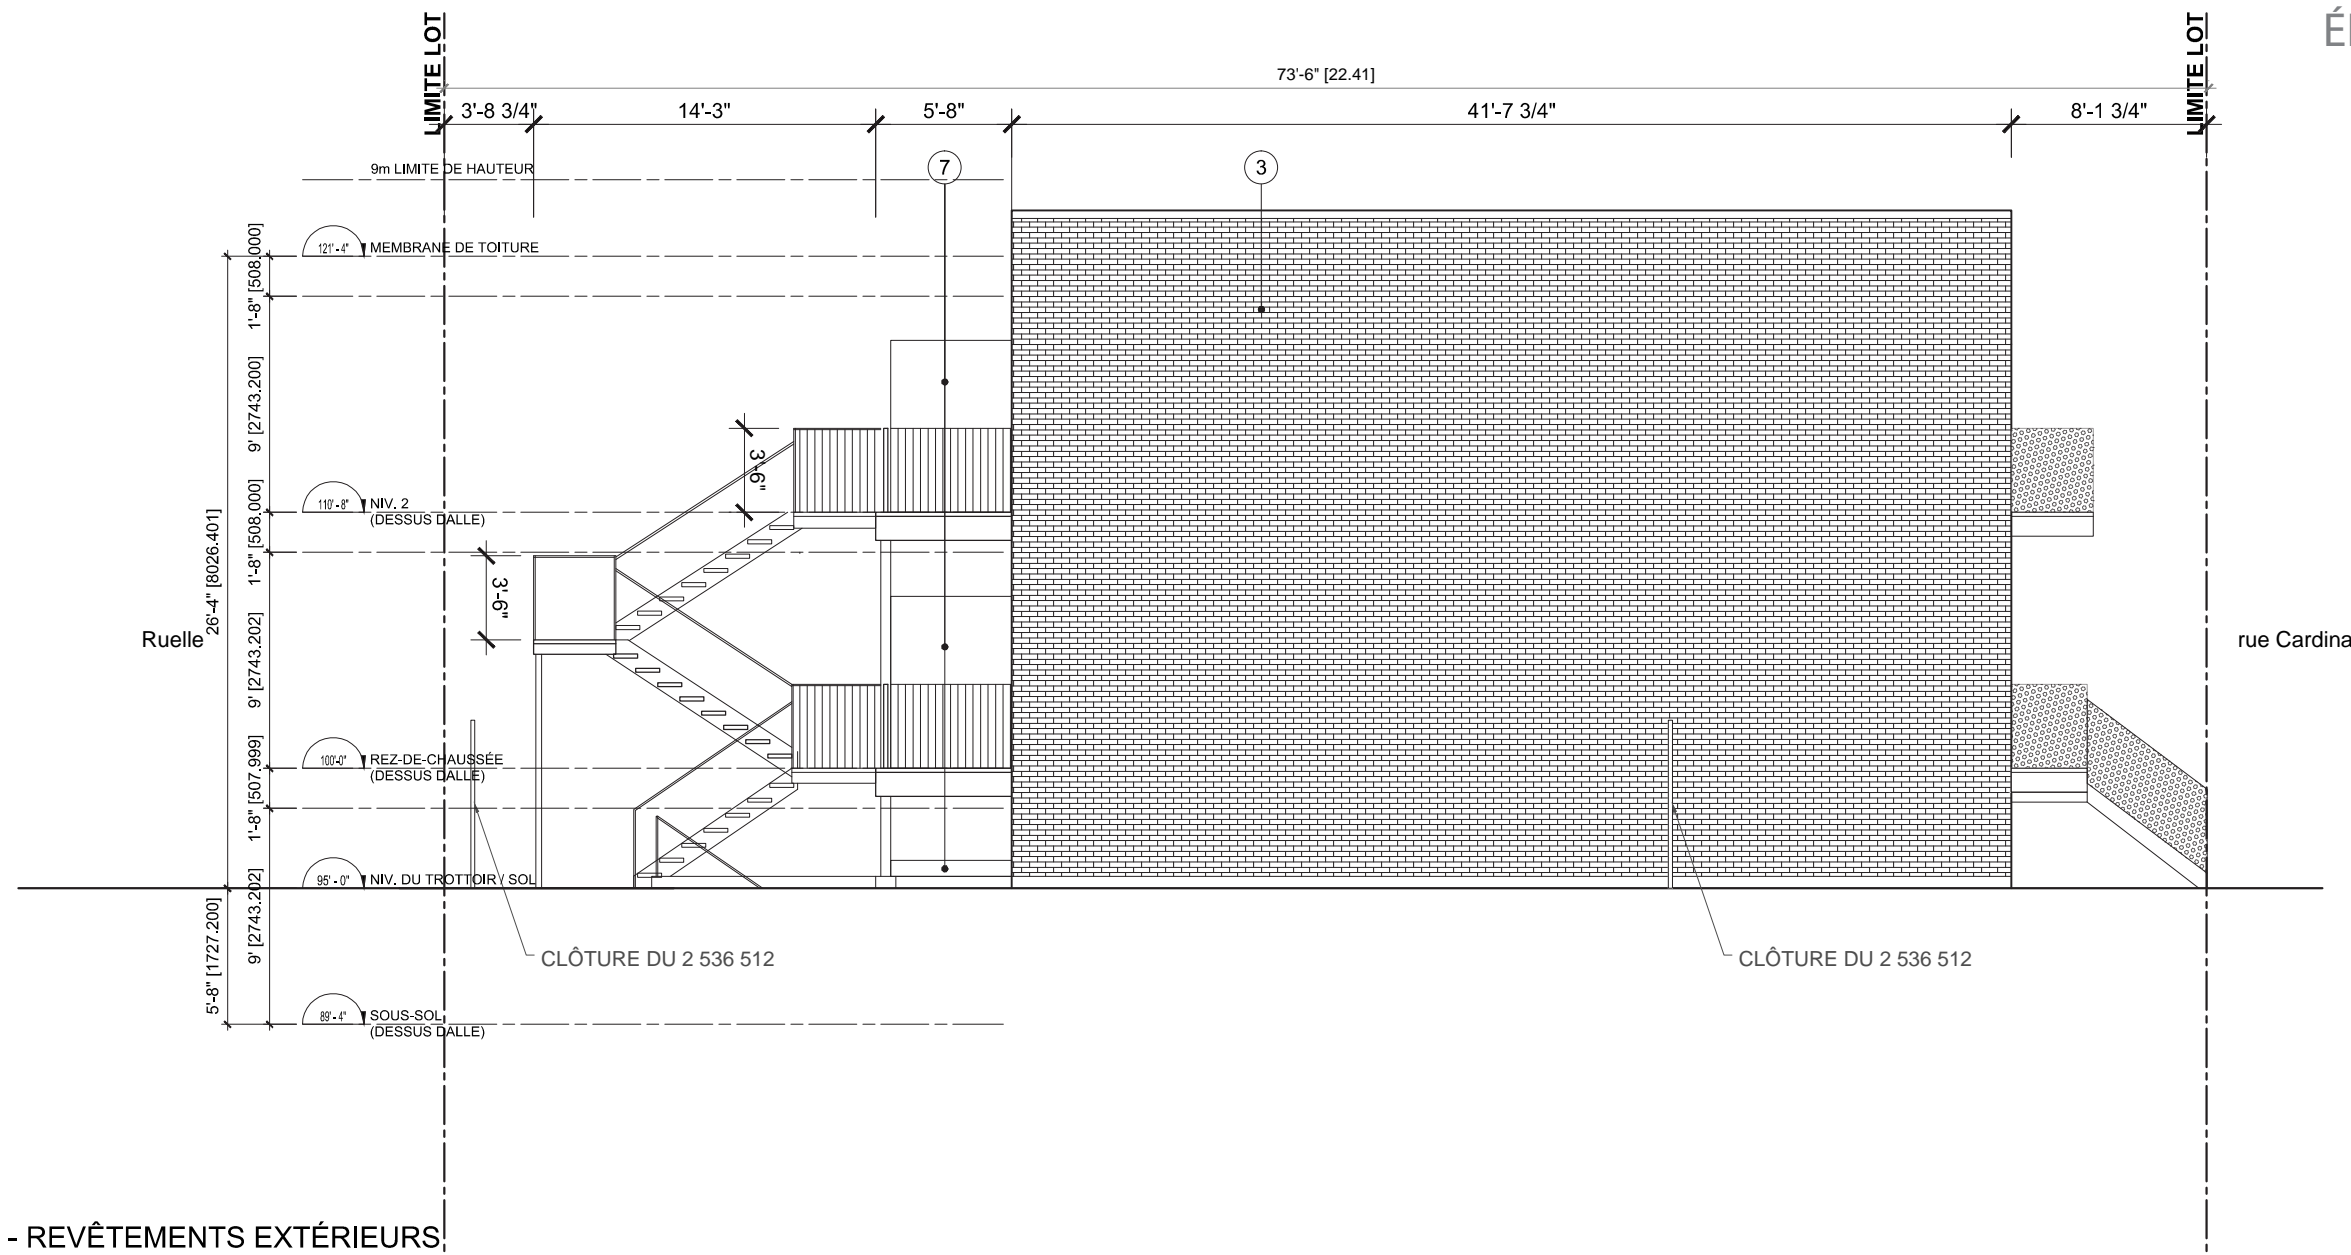 LIMITE LOT
LIMITE LOT
73'-6" [22.41]
3'-8 3/4"
14'-3"
5'-8"
41'-7 3/4"
8'-1 3/4"
9m LIMITE DE HAUTEUR
7
3
121' - 4"
MEMBRANE DE TOITURE
1'-8" [508.000]
9' [2743.200]
3'-6"
110' - 8"
NIV. 2
(DESSUS DALLE)
1'-8" [508.000]
26'-4" [8026.401]
3'-6"
Ruelle
rue Cardina
9' [2743.202]
100'-0"
REZ-DE-CHAUSSÉE
(DESSUS DALLE)
1'-8" [507.999]
95' - 0"
NIV. DU TROTTOIR / SOL
9' [2743.202]
5'-8" [1727.200]
CLÔTURE DU 2 536 512
CLÔTURE DU 2 536 512
89' - 4"
SOUS-SOL
(DESSUS DALLE)
- REVÊTEMENTS EXTÉRIEURS